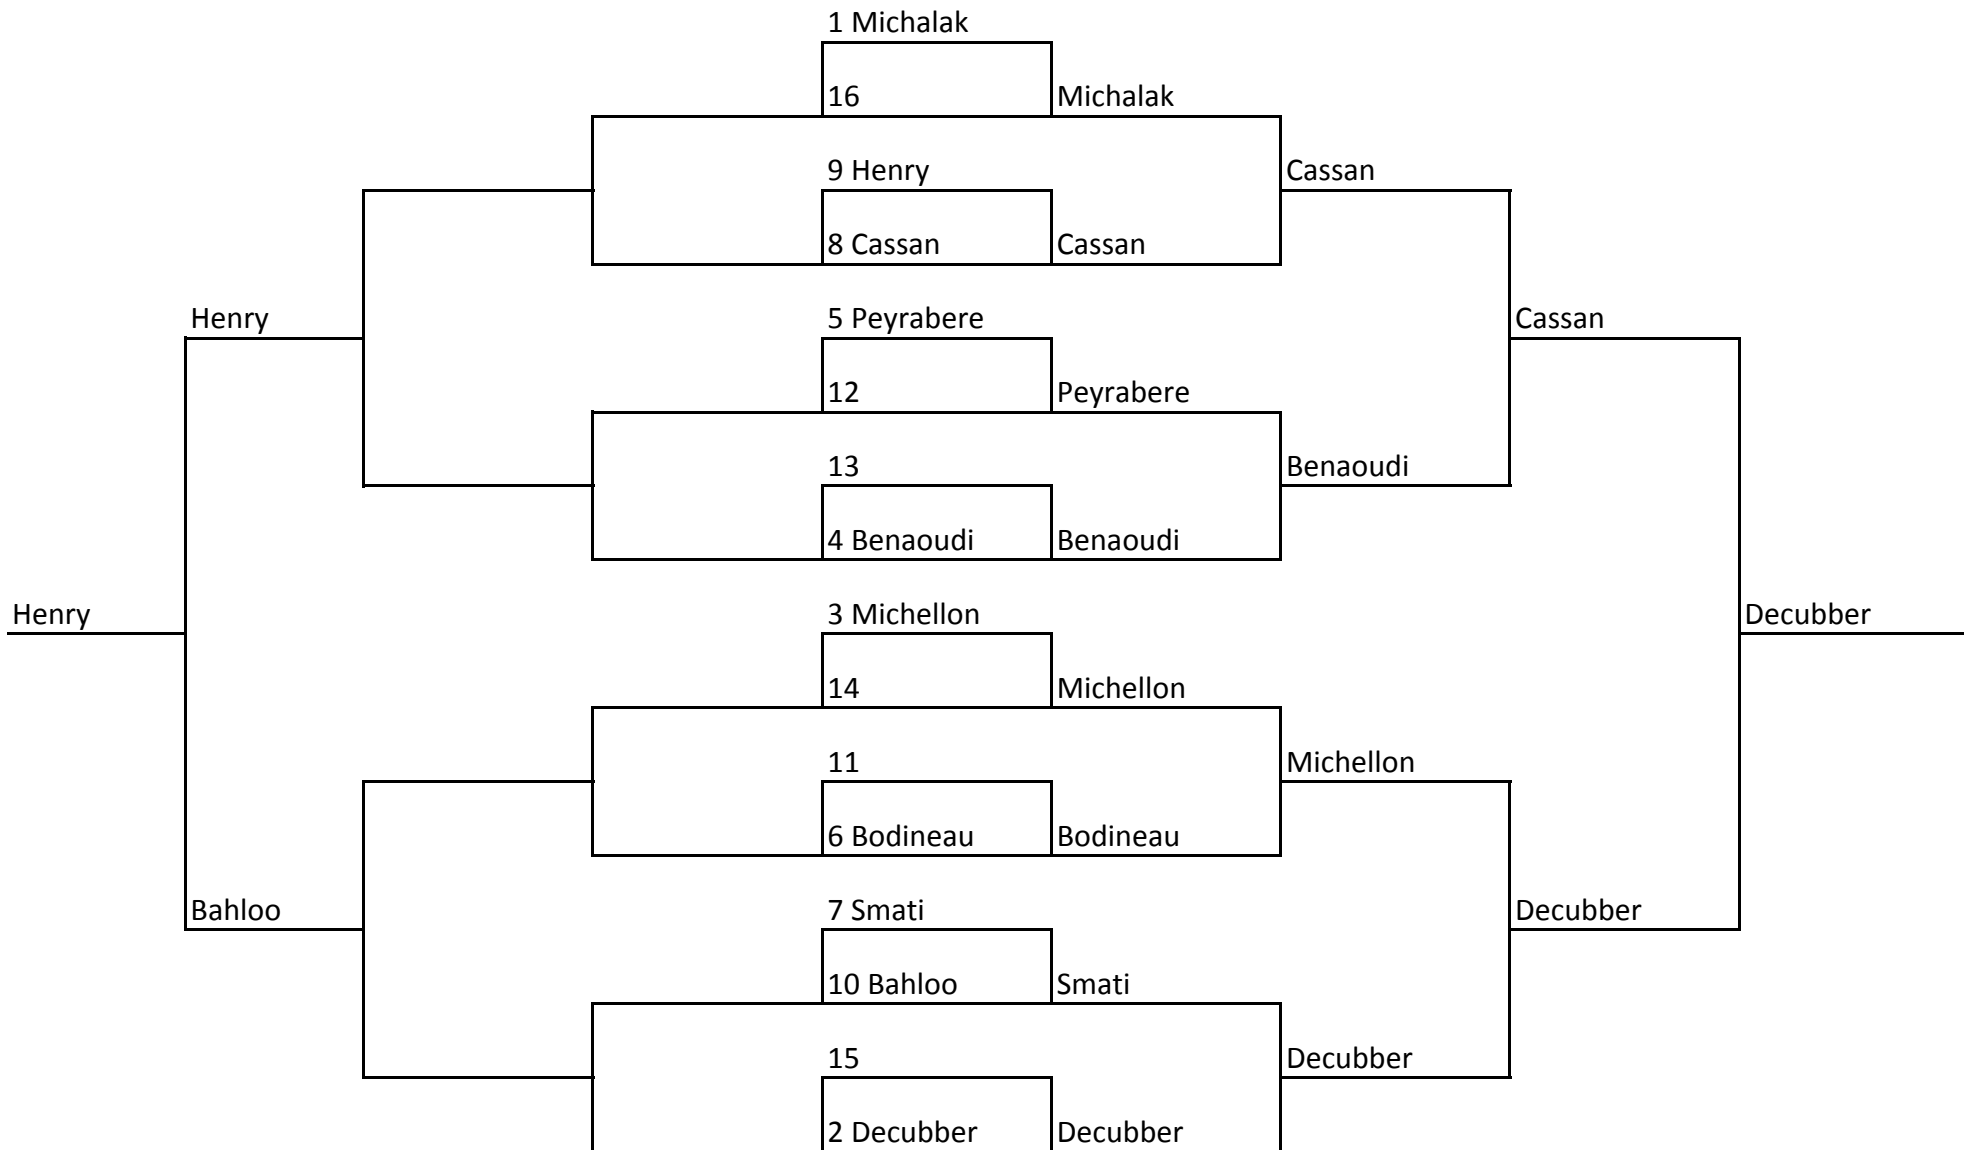 1 Michalak
16
Michalak
9 Henry
Cassan
8 Cassan
Cassan
Henry
5 Peyrabere
Cassan
12
Peyrabere
13
Benaoudi
4 Benaoudi
Benaoudi
Henry
3 Michellon
Decubber
14
Michellon
11
Michellon
6 Bodineau
Bodineau
Bahloo
7 Smati
Decubber
10 Bahloo
Smati
15
Decubber
2 Decubber
Decubber